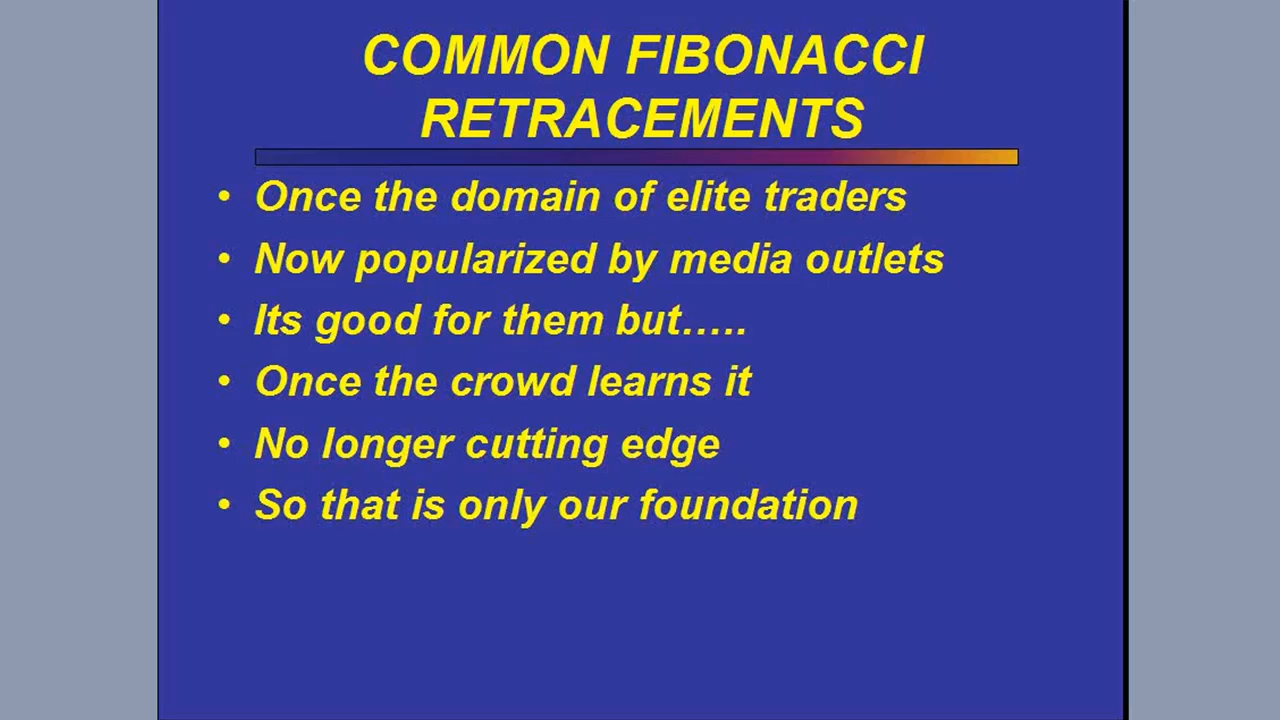 COMMON FIBONACCI
RETRACEMENTS
• Once the domain of elite traders
• Now popularized by media outlets
• Its good for them but…..
• Once the crowd learns it
• No longer cutting edge
• So that is only our foundation